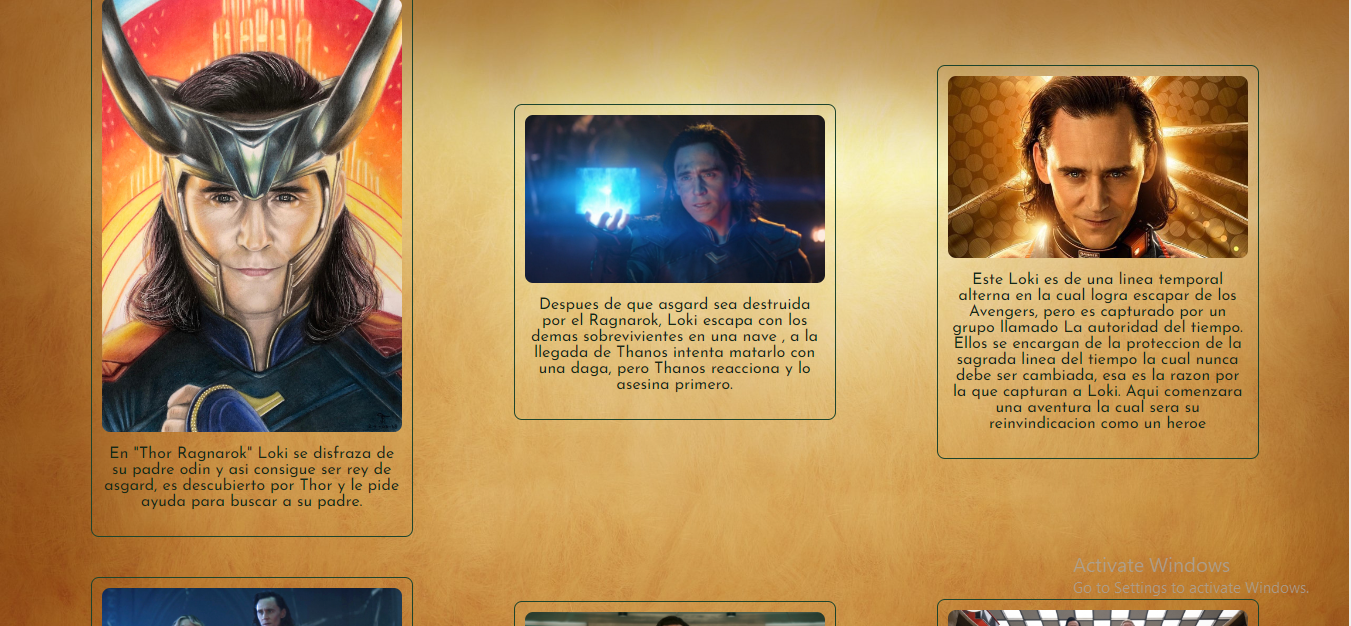 En "Thor Ragnarok" Loki se disfraza de
su padre odin y asi consigue ser rey de
asgard, es descubierto por Thor y le pide
ayuda para buscar a su padre.
Despues de que asgard sea destruida
por el Ragnarok, Loki escapa con los
demas sobrevivientes en una nave , a la
llegada de Thanos intenta matarlo con
una daga, pero Thanos reacciona y lo
asesina primero.
Este Loki es de una linea temporal
alterna en la cual logra escapar de los
Avengers, pero es capturado por un
grupo llamado La autoridad del tiempo.
Ellos se encargan de la proteccion de la
sagrada linea del tiempo la cual nunca
debe ser cambiada, esa es la razon por
la que capturan a Loki. Aqui comenzara
una aventura la cual sera su
reinvindicacion como un heroe
Activate Windows
Go to Settings to activate Windows.